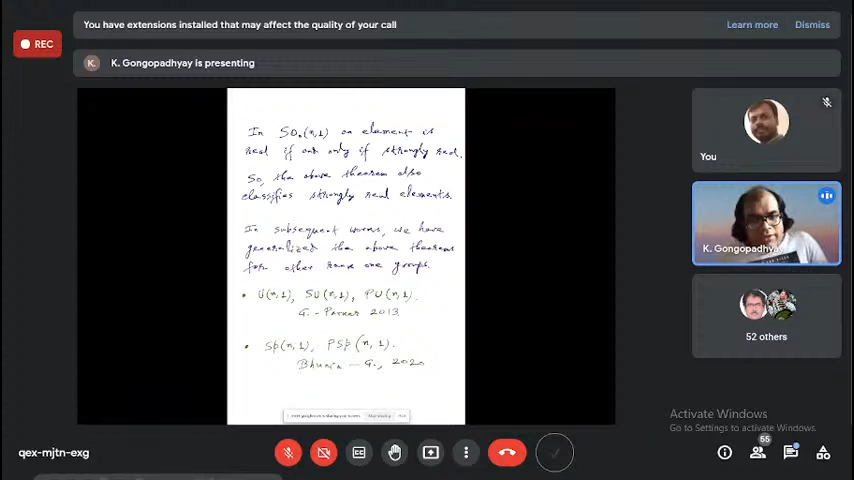 You have extensions installed that may affect the quality of your call
Learn more
Dismiss
REC
K.
K. Gongopadhyay is presenting
In SO₀(n,1) an element is
real if and only if strongly real.
So, the above theorem also
classifies strongly real elements.
In subsequent works, we have
generalized the above theorems
for other rank one groups.
• U(n,1), SU(n,1), PU(n,1).
G. - Parker 2013
• Sp(n,1), PSp(n,1).
Bhunia - G., 2020
You
K. Gongopadhyay
52 others
Activate Windows
Go to Settings to activate Windows.
qex-mjtn-exg
55